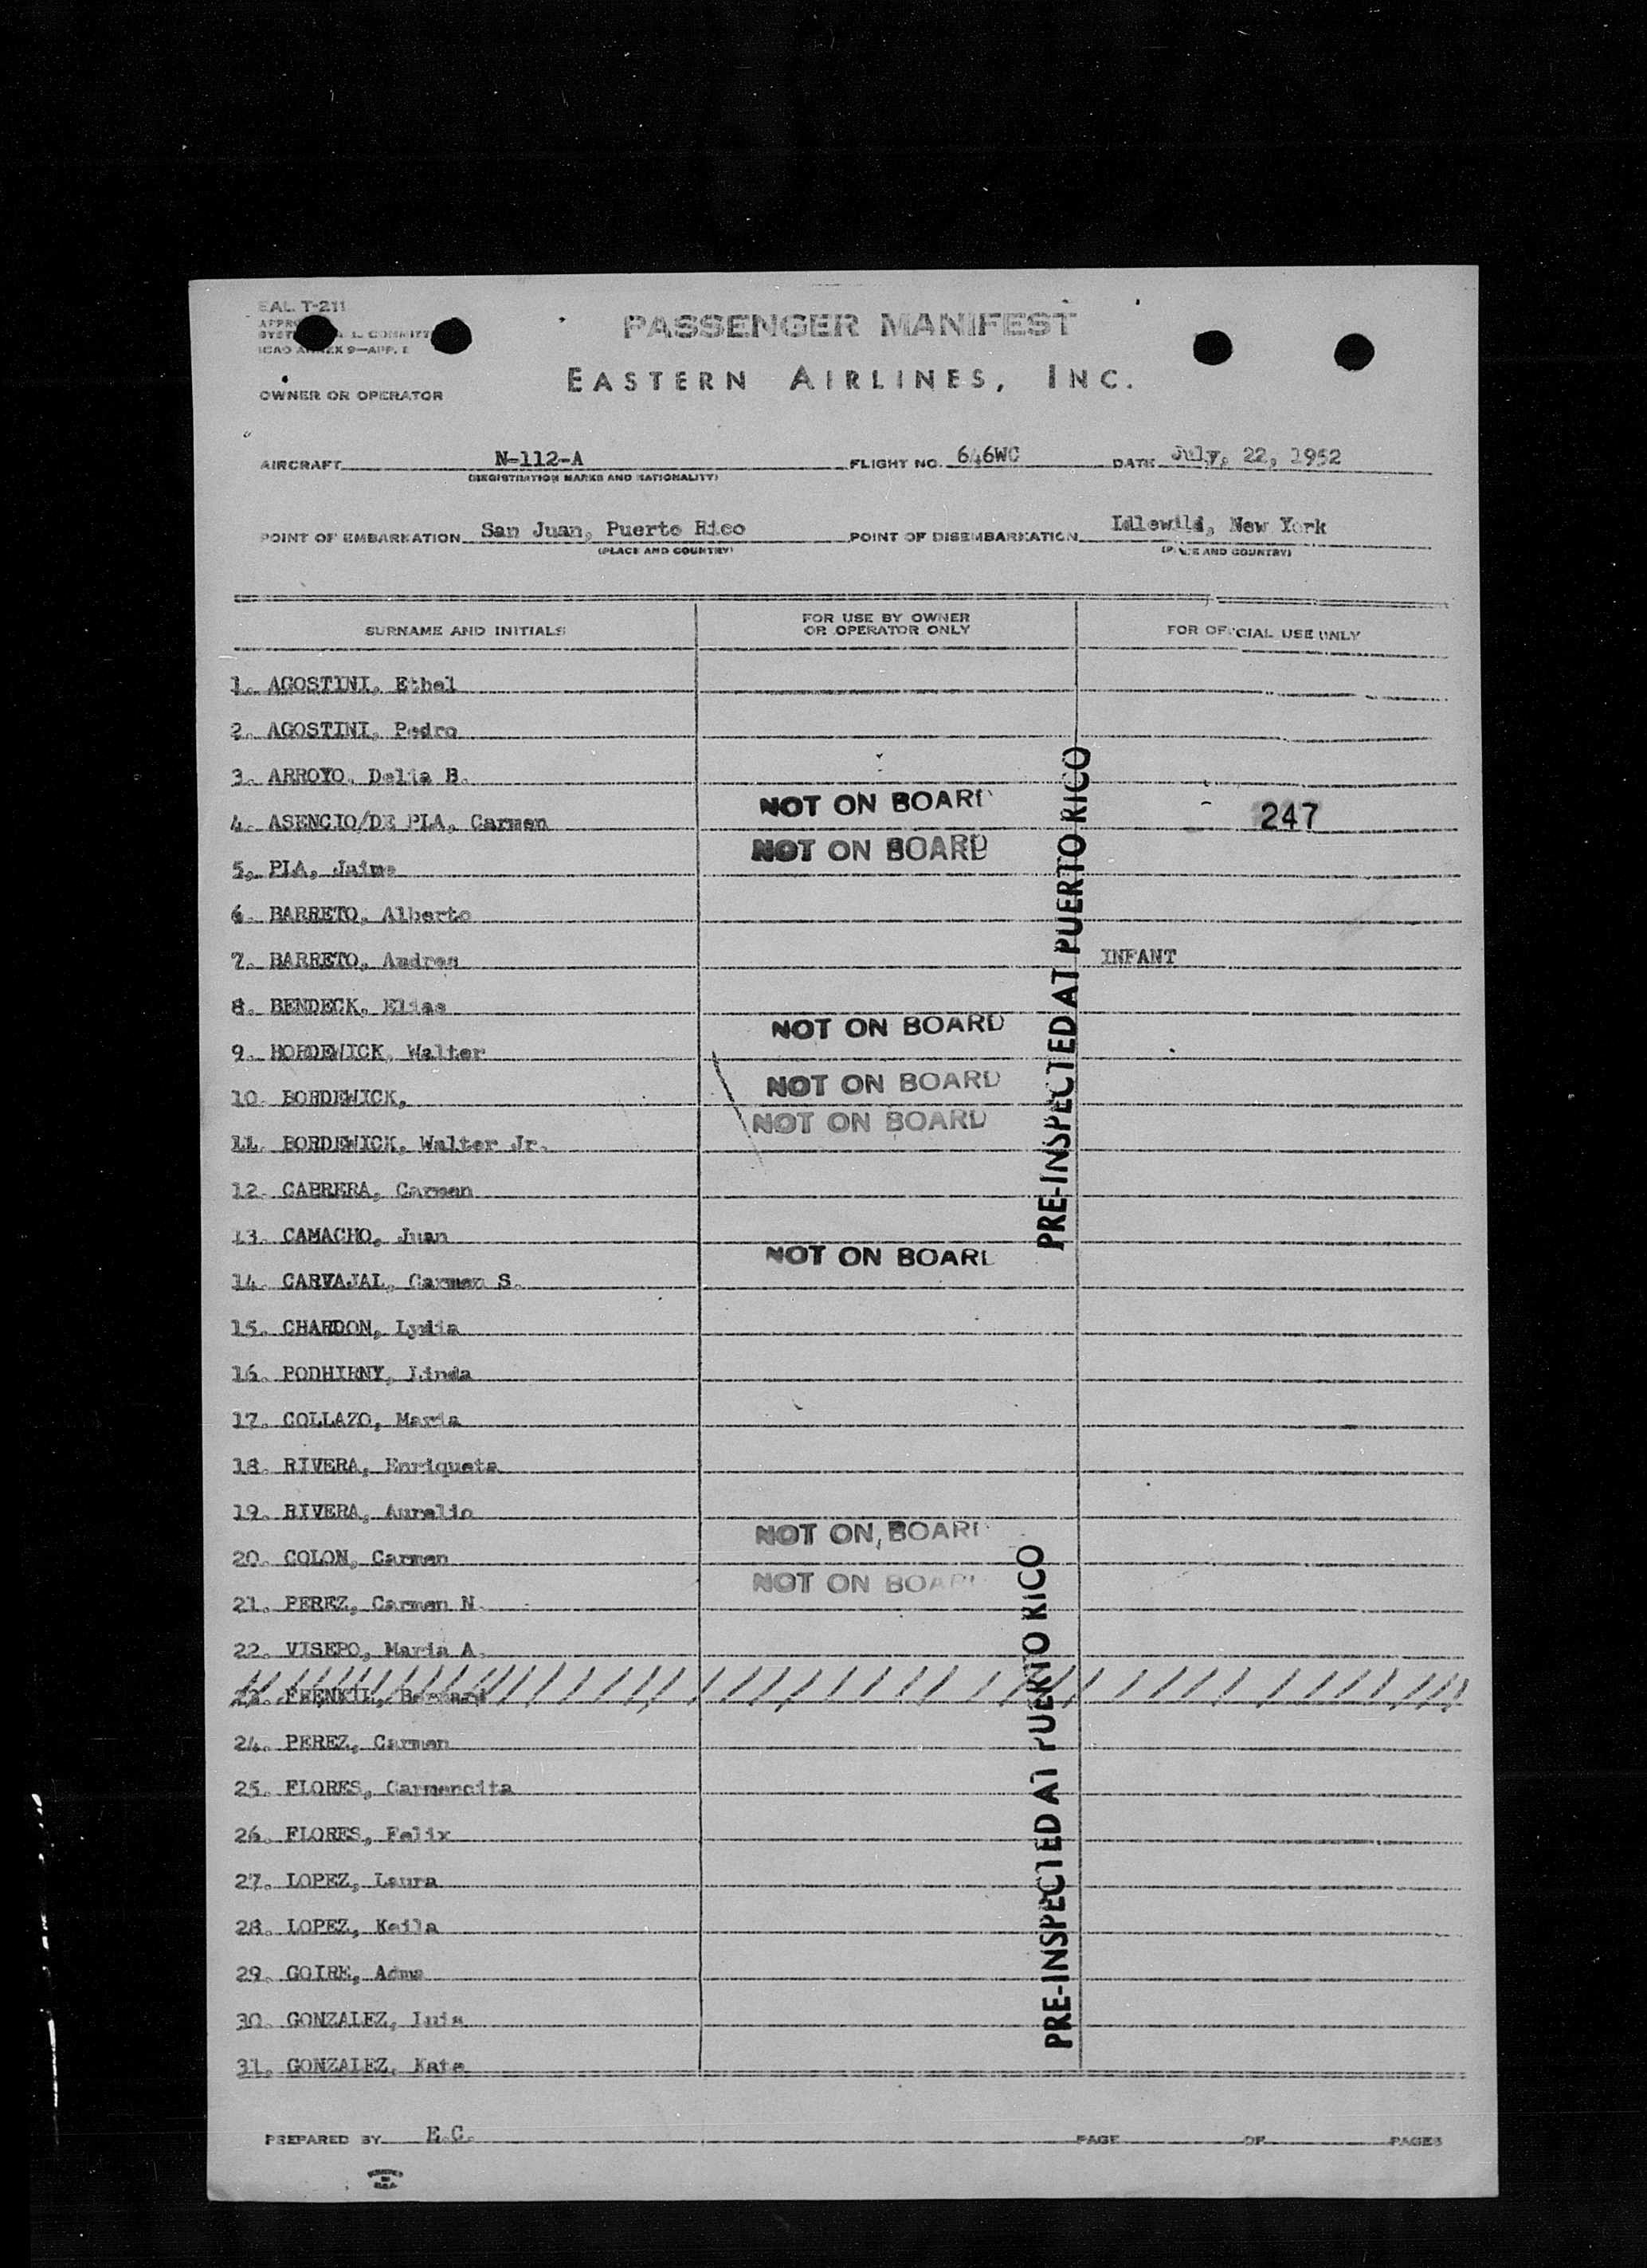 EAL T-211
ICAO ANNEX 9—APP. E
PASSENGER MANIFEST
EASTERN AIRLINES, INC.
OWNER OR OPERATOR
AIRCRAFT N-112-A FLIGHT NO. 646WC DATE July, 22, 1952
(REGISTRATION MARKS AND NATIONALITY)
POINT OF EMBARKATION San Juan, Puerto Rico POINT OF DISEMBARKATION Idlewild, New York
(PLACE AND COUNTRY) (PLACE AND COUNTRY)
SURNAME AND INITIALS FOR USE BY OWNER OR OPERATOR ONLY FOR OFFICIAL USE ONLY
1. AGOSTINI, Ethel
2. AGOSTINI, Pedro
3. ARROYO, Delia B.
4. ASENCIO/DE PLA, Carmen NOT ON BOARD 247
5. PLA, Jaime NOT ON BOARD
6. BARRETO, Alberto
7. BARRETO, Andres INFANT
8. BENDECK, Elias
9. BORDEWICK, Walter NOT ON BOARD
10. BORDEWICK, NOT ON BOARD
11. BORDEWICK, Walter Jr. NOT ON BOARD
12. CABRERA, Carmen
13. CAMACHO, Juan
14. CARVAJAL, Carmen S. NOT ON BOARD
15. CHARDON, Lydia
16. PODHIRNY, Linda
17. COLLAZO, Maria
18. RIVERA, Enriqueta
19. RIVERA, Aurelio
20. COLON, Carmen NOT ON BOARD
21. PEREZ, Carmen N. NOT ON BOARD
22. VISEPO, Maria A.
23. FRENKIL, Bernard
24. PEREZ, Carmen
25. FLORES, Carmencita
26. FLORES, Felix
27. LOPEZ, Laura
28. LOPEZ, Keila
29. GOIRE, Adma
30. GONZALEZ, Luis
31. GONZALEZ, Kate
PRE-INSPECTED AT PUERTO RICO
PRE-INSPECTED AT PUERTO RICO
PREPARED BY E.C. PAGE OF PAGES